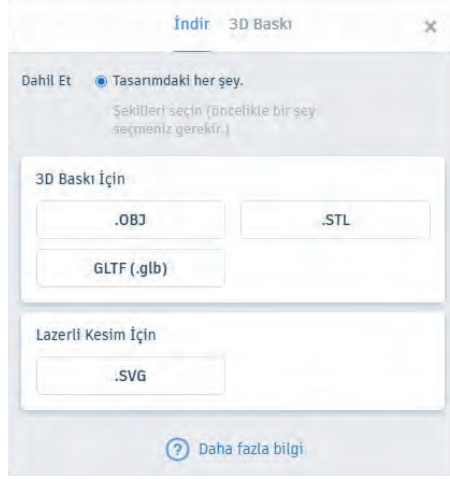 İndir 3D Baskı ×
Dahil Et Tasarımdaki her şey.
Şekilleri seçin (öncelikle bir şey
seçmeniz gerekir.)
3D Baskı İçin
.OBJ .STL
GLTF (.glb)
Lazerli Kesim İçin
.SVG
? Daha fazla bilgi